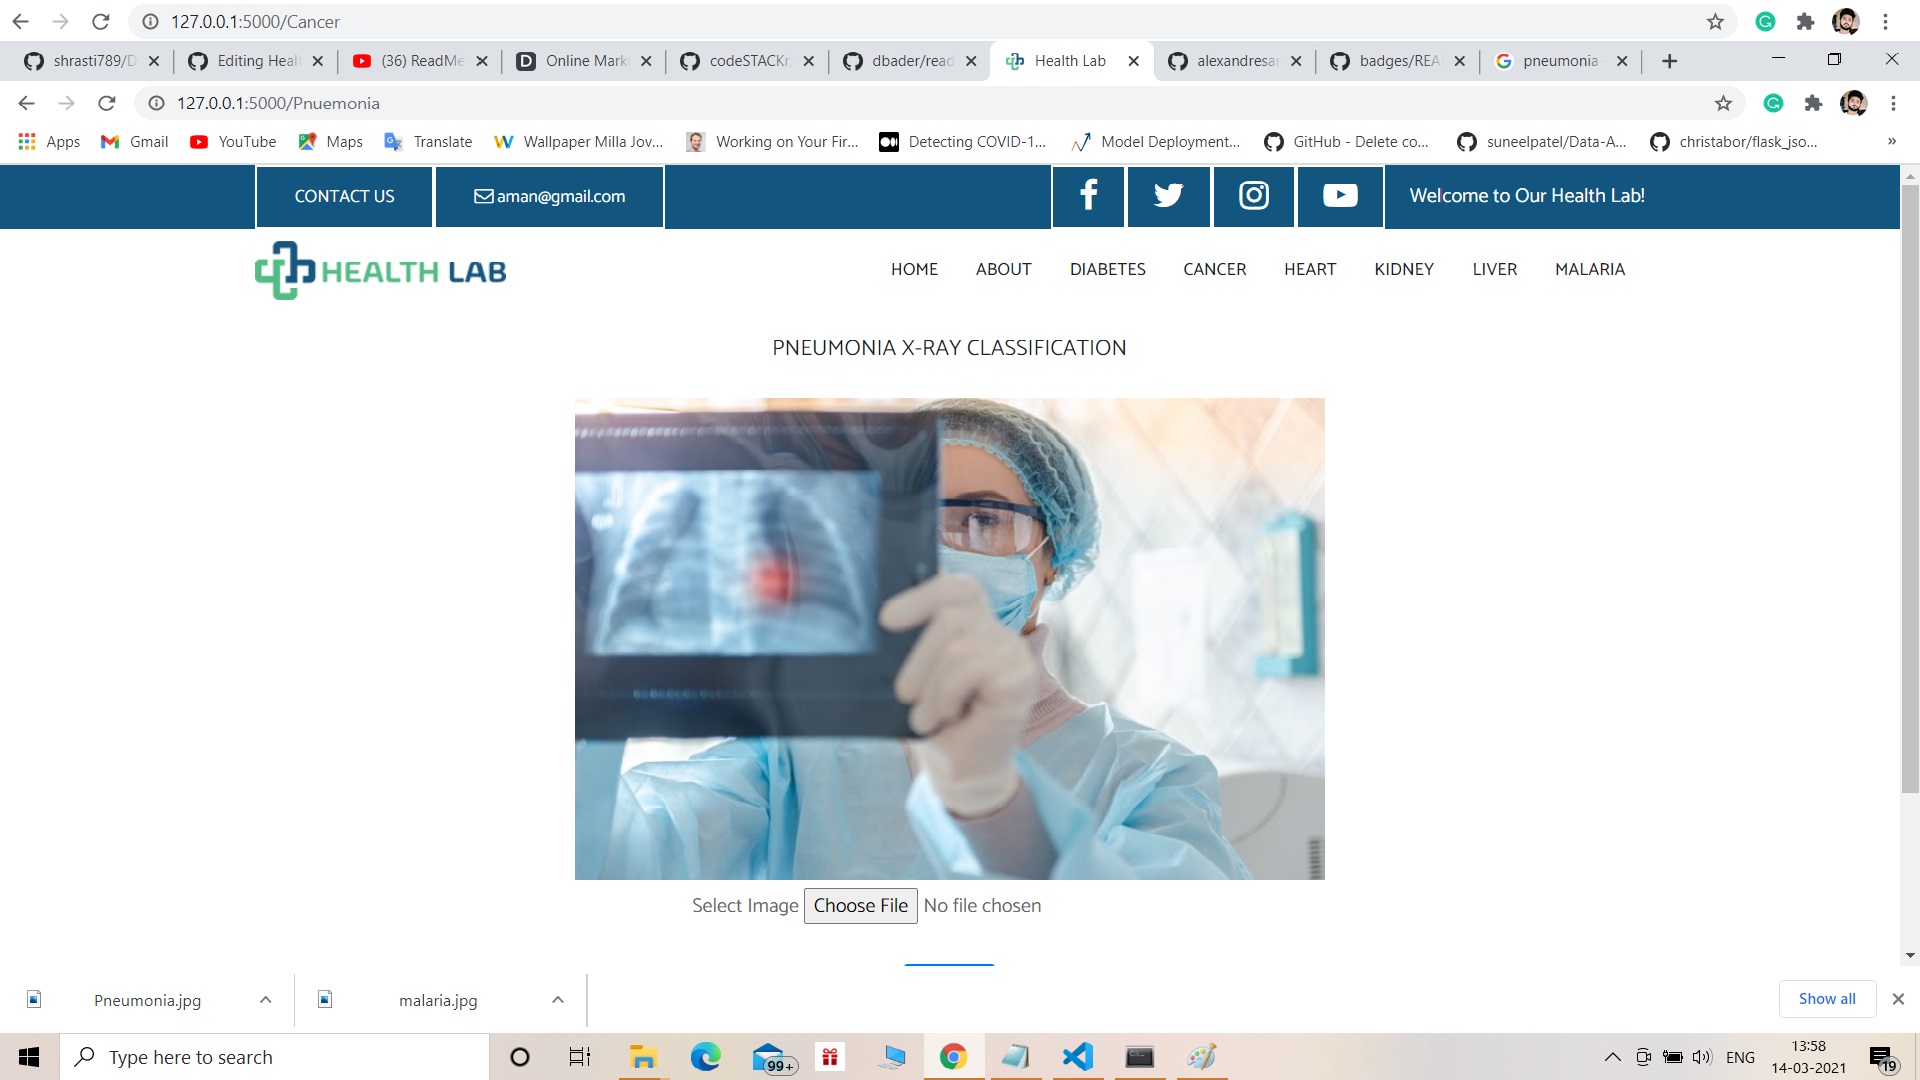 127.0.0.1:5000/Cancer
shrasti789/D
Editing Healt
(36) ReadMe
Online Mark
codeSTACKr
dbader/read
Health Lab
alexandresar
badges/REA
pneumonia
127.0.0.1:5000/Pnuemonia
Apps
Gmail
YouTube
Maps
Translate
Wallpaper Milla Jov...
Working on Your Fir...
Detecting COVID-1...
Model Deployment...
GitHub - Delete co...
suneelpatel/Data-A...
christabor/flask_jso...
»
CONTACT US
aman@gmail.com
Welcome to Our Health Lab!
HEALTH LAB
HOME
ABOUT
DIABETES
CANCER
HEART
KIDNEY
LIVER
MALARIA
PNEUMONIA X-RAY CLASSIFICATION
Select Image Choose File No file chosen
Pneumonia.jpg
malaria.jpg
Show all
Type here to search
99+
ENG
13:58
14-03-2021
19